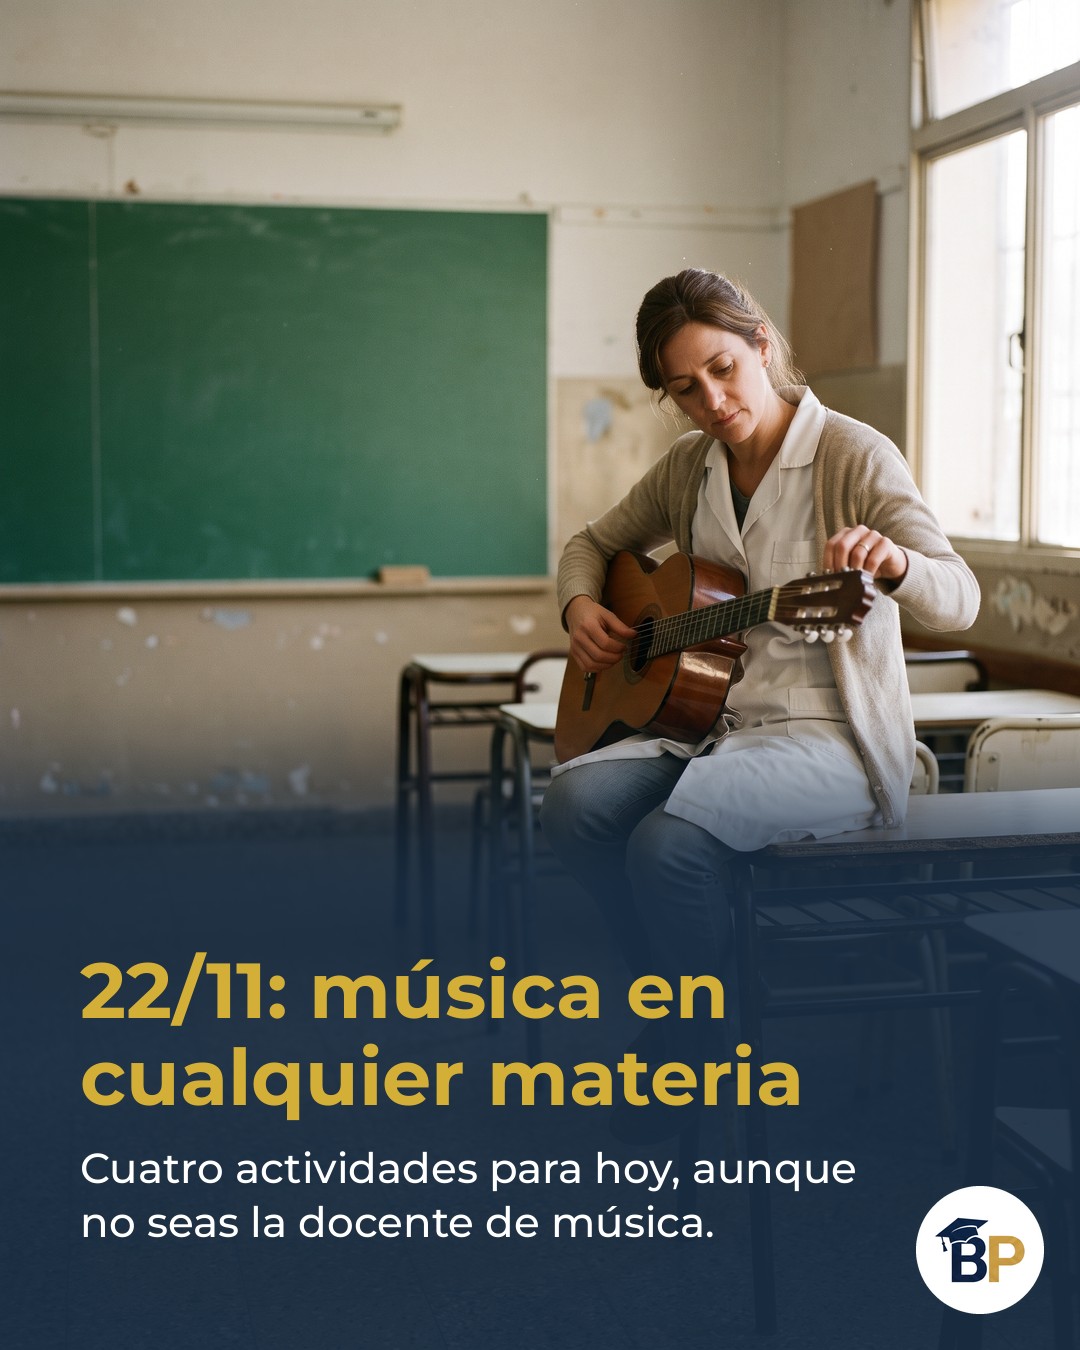 22/11: música en
cualquier materia
Cuatro actividades para hoy, aunque
no seas la docente de música.
BP